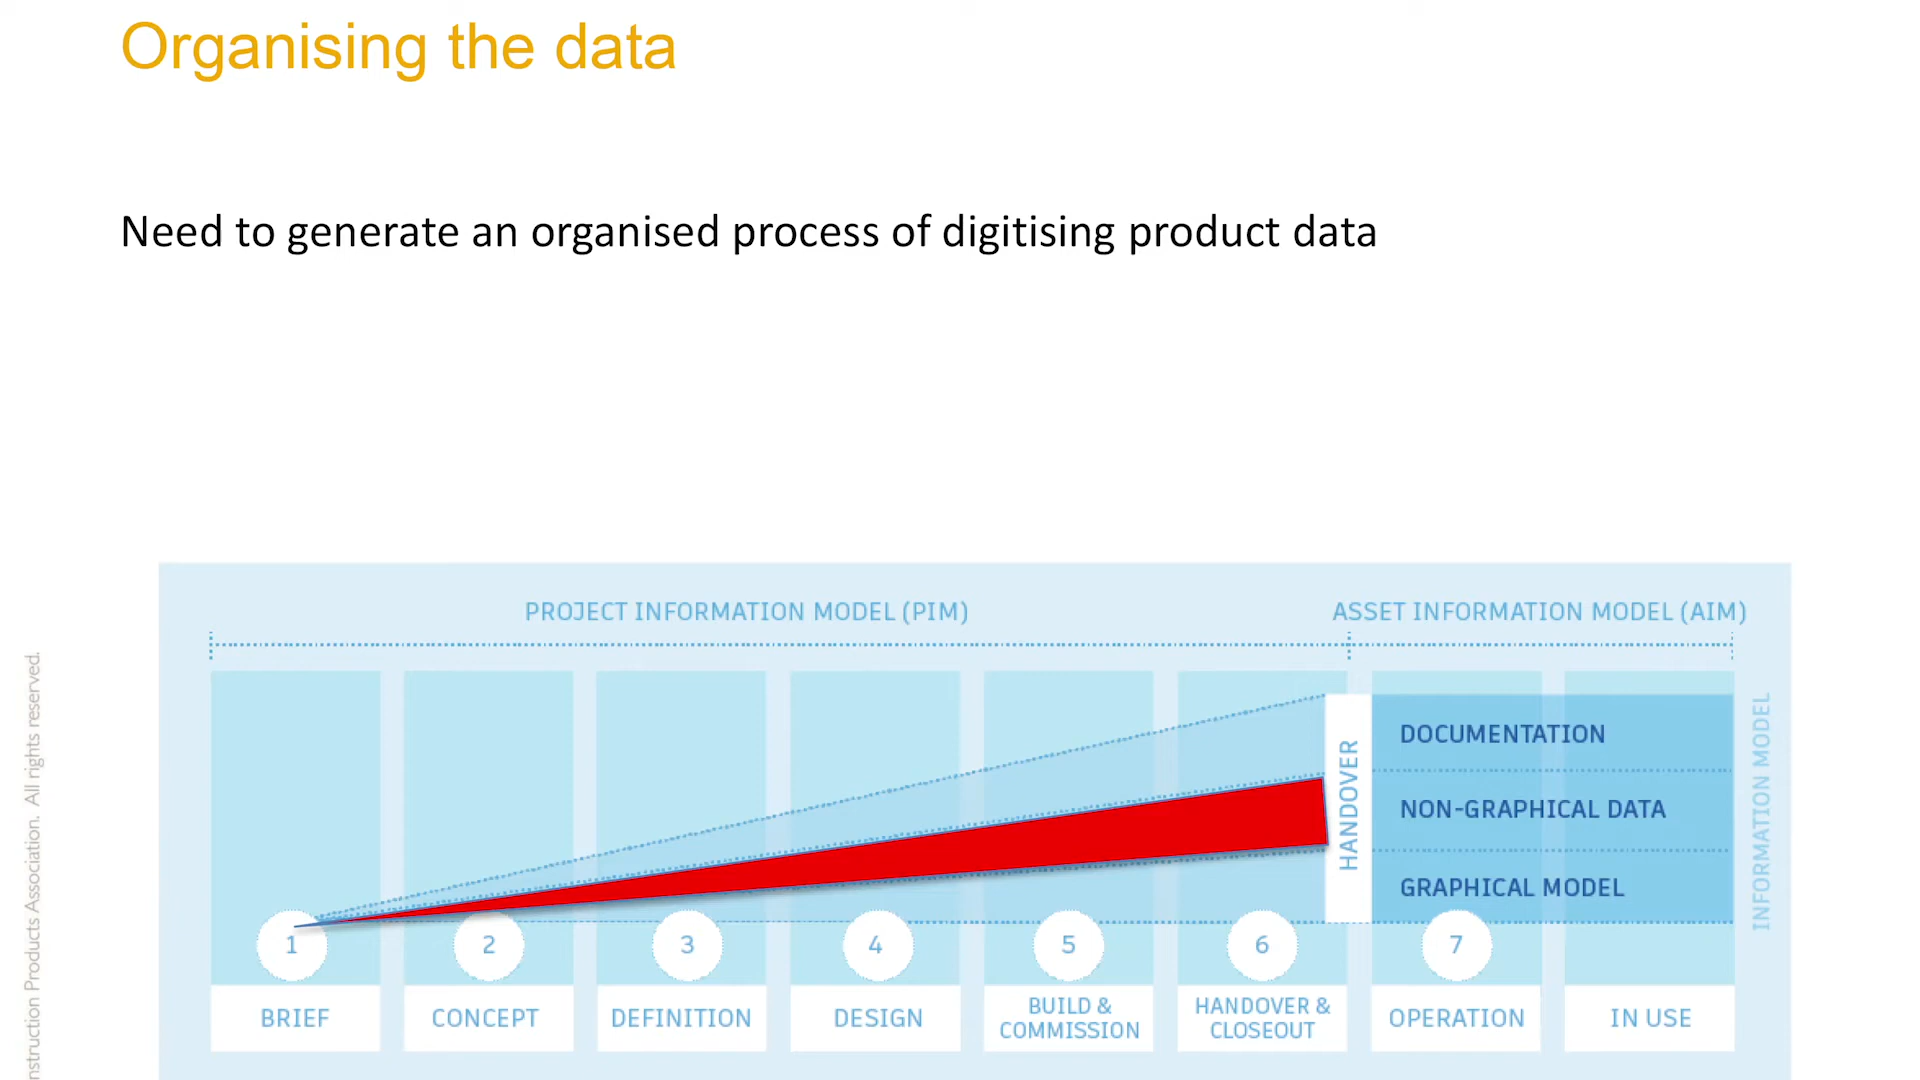 Organising the data
Need to generate an organised process of digitising product data
PROJECT INFORMATION MODEL (PIM)
ASSET INFORMATION MODEL (AIM)
HANDOVER
DOCUMENTATION
NON-GRAPHICAL DATA
GRAPHICAL MODEL
INFORMATION MODEL
1
2
3
4
5
6
7
BRIEF
CONCEPT
DEFINITION
DESIGN
BUILD &
COMMISSION
HANDOVER &
CLOSEOUT
OPERATION
IN USE
nstruction Products Association. All rights reserved.